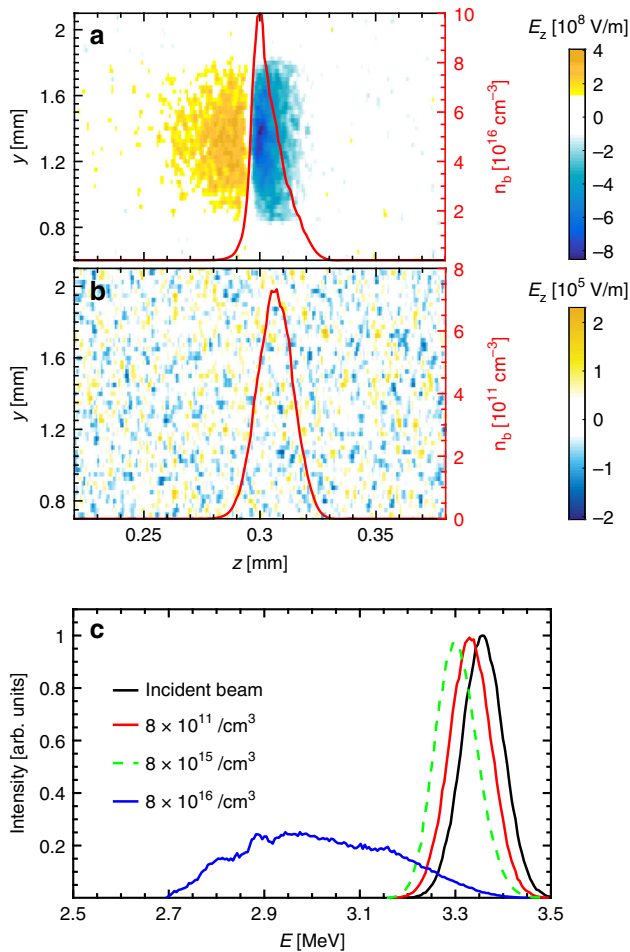 a
2
1.6
1.2
0.8
y [mm]
10
8
6
4
2
n_b [10^16 cm^−3]
E_z [10^8 V/m]
4
2
0
−2
−4
−6
−8
b
2
1.6
1.2
0.8
y [mm]
8
6
4
2
0
n_b [10^11 cm^−3]
E_z [10^5 V/m]
2
1
0
−1
−2
0.25
0.3
0.35
z [mm]
c
1
0.8
0.6
0.4
0.2
Intensity [arb. units]
Incident beam
8 × 10^11 /cm^3
8 × 10^15 /cm^3
8 × 10^16 /cm^3
2.5
2.7
2.9
3.1
3.3
3.5
E [MeV]